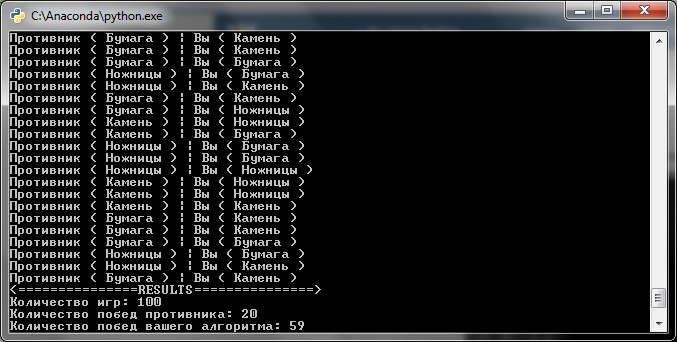 C:\Anaconda\python.exe
Противник ( Бумага ) ¦ Вы ( Камень )
Противник ( Бумага ) ¦ Вы ( Камень )
Противник ( Бумага ) ¦ Вы ( Бумага )
Противник ( Ножницы ) ¦ Вы ( Бумага )
Противник ( Ножницы ) ¦ Вы ( Камень )
Противник ( Бумага ) ¦ Вы ( Камень )
Противник ( Бумага ) ¦ Вы ( Ножницы )
Противник ( Камень ) ¦ Вы ( Ножницы )
Противник ( Камень ) ¦ Вы ( Бумага )
Противник ( Ножницы ) ¦ Вы ( Бумага )
Противник ( Ножницы ) ¦ Вы ( Бумага )
Противник ( Ножницы ) ¦ Вы ( Ножницы )
Противник ( Камень ) ¦ Вы ( Ножницы )
Противник ( Камень ) ¦ Вы ( Ножницы )
Противник ( Бумага ) ¦ Вы ( Камень )
Противник ( Бумага ) ¦ Вы ( Камень )
Противник ( Бумага ) ¦ Вы ( Бумага )
Противник ( Ножницы ) ¦ Вы ( Бумага )
Противник ( Ножницы ) ¦ Вы ( Камень )
Противник ( Бумага ) ¦ Вы ( Камень )
<===============RESULTS===============>
Количество игр: 100
Количество побед противника: 20
Количество побед вашего алгоритма: 59